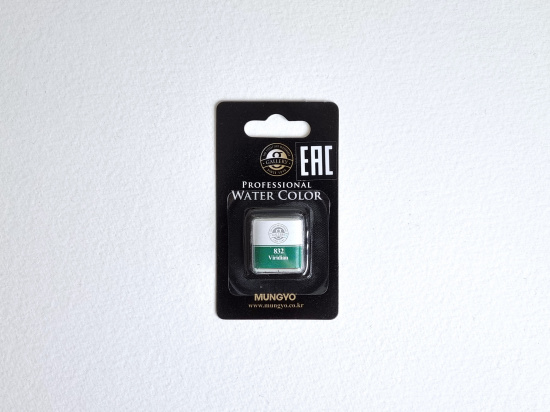 GALLERY
EAC
PROFESSIONAL
WATER COLOR
832
Viridian
MUNGYO
www.mungyo.co.kr